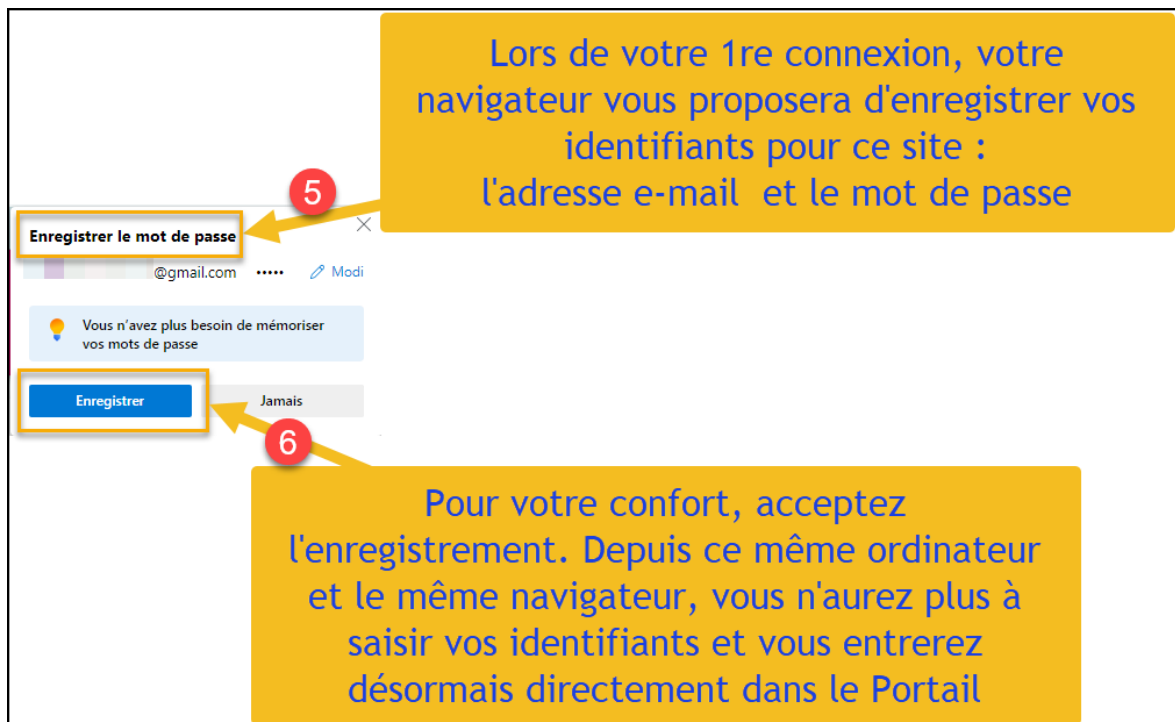 Lors de votre 1re connexion, votre
navigateur vous proposera d'enregistrer vos
identifiants pour ce site :
l'adresse e-mail et le mot de passe
5
Enregistrer le mot de passe
@gmail.com ••••• Modi
Vous n'avez plus besoin de mémoriser
vos mots de passe
Enregistrer Jamais
6
Pour votre confort, acceptez
l'enregistrement. Depuis ce même ordinateur
et le même navigateur, vous n'aurez plus à
saisir vos identifiants et vous entrerez
désormais directement dans le Portail